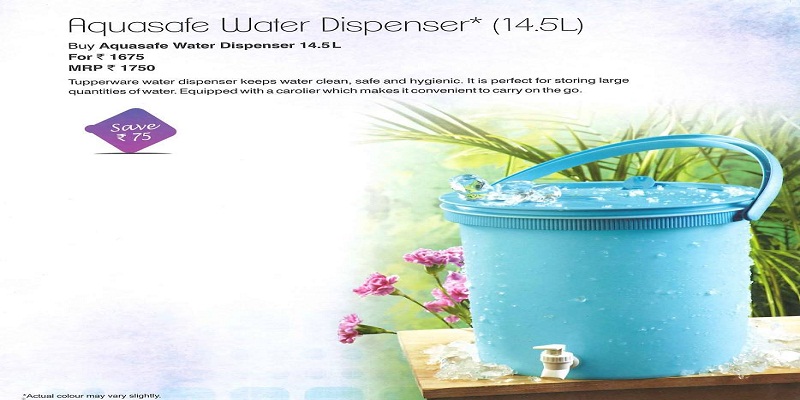 Aquasafe Water Dispenser* (14.5L)
Buy Aquasafe Water Dispenser 14.5L
For ₹ 1675
MRP ₹ 1750
Tupperware water dispenser keeps water clean, safe and hygienic. It is perfect for storing large
quantities of water. Equipped with a carolier which makes it convenient to carry on the go.
Save
₹ 75
*Actual colour may vary slightly.